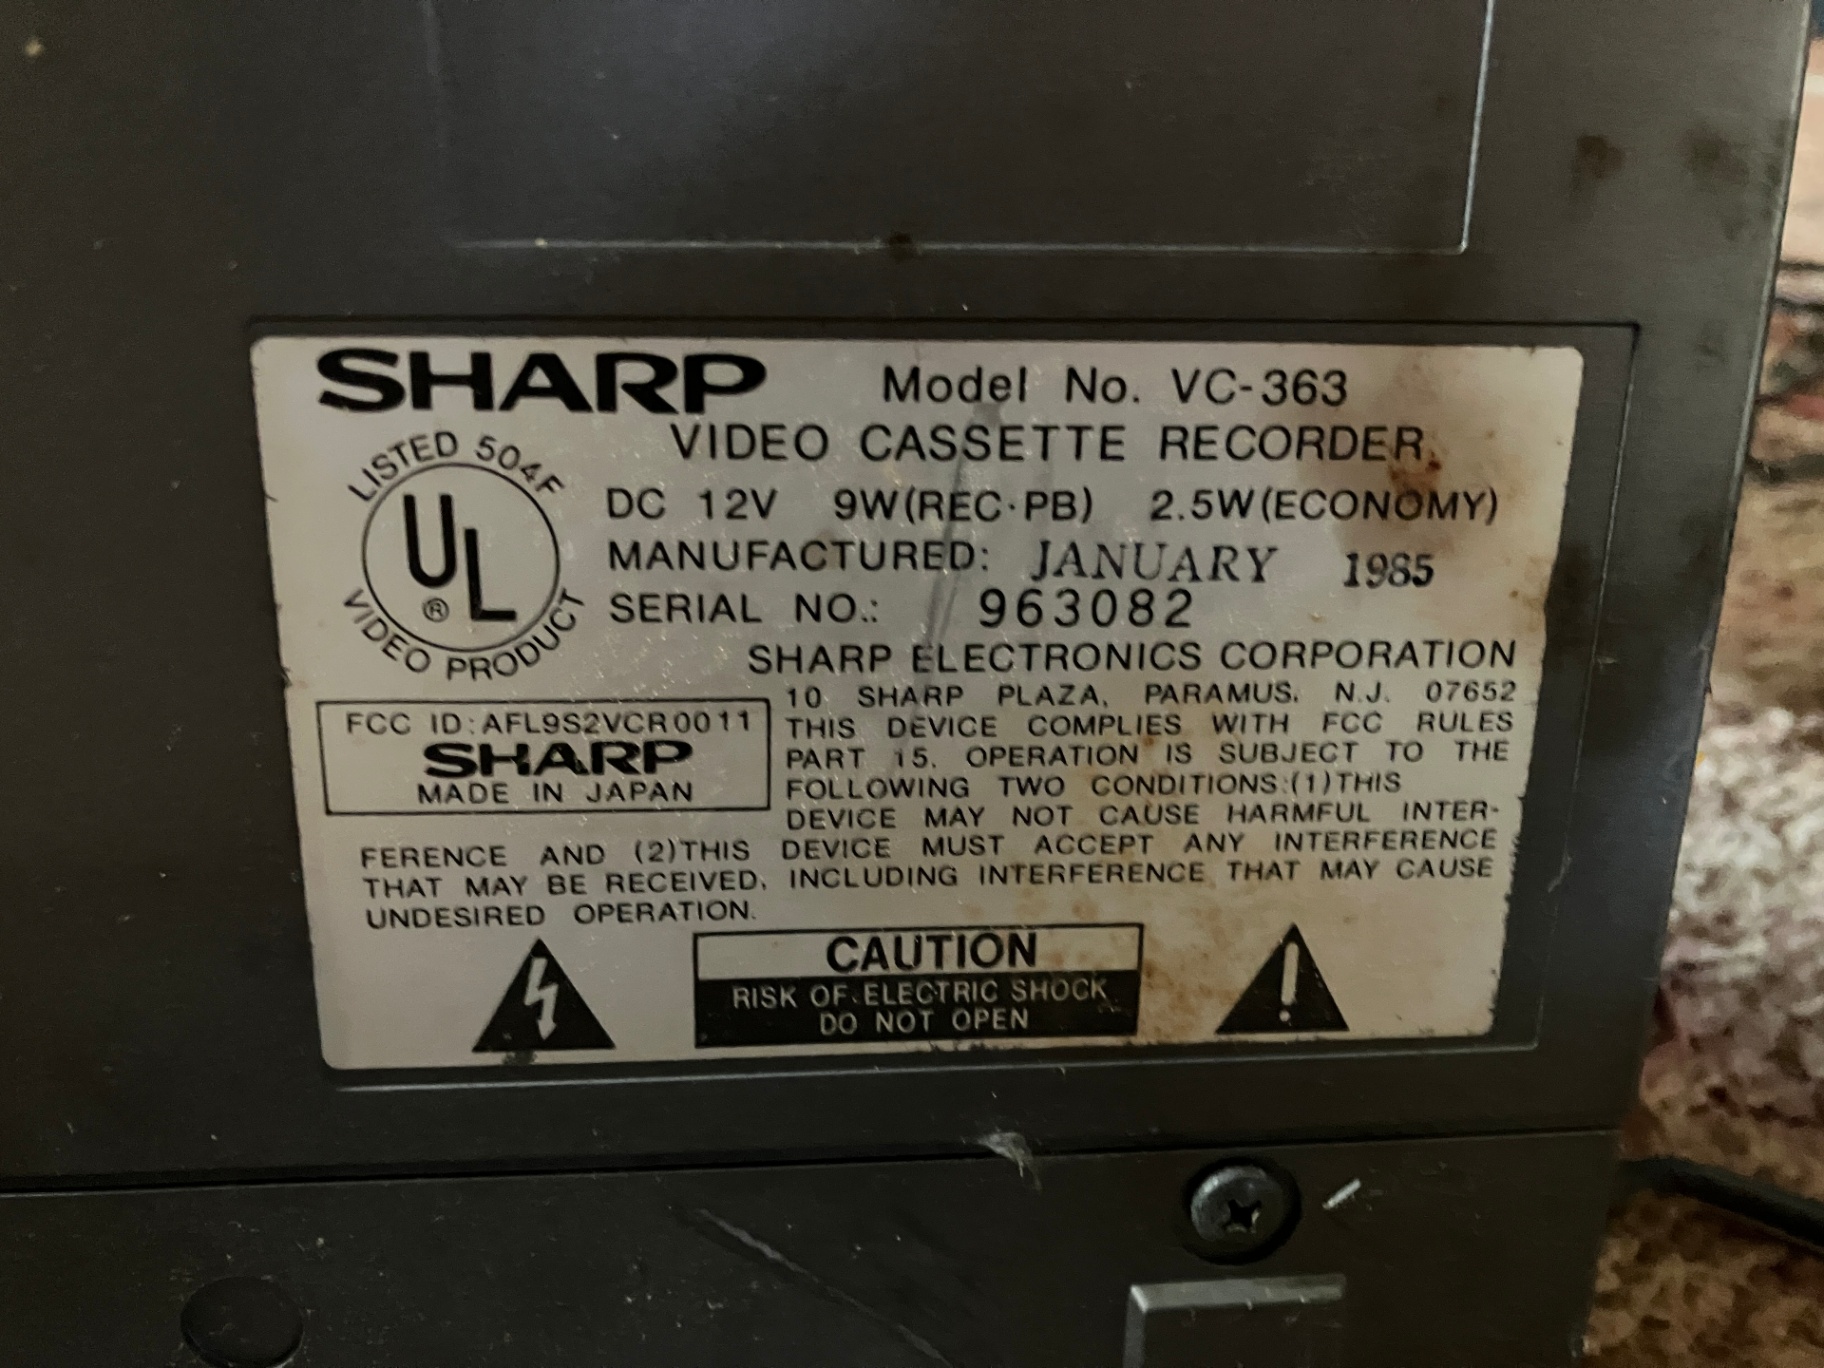 SHARP Model No. VC-363
VIDEO CASSETTE RECORDER
LISTED 504F
UL ®
VIDEO PRODUCT
DC 12V 9W(REC·PB) 2.5W(ECONOMY)
MANUFACTURED: JANUARY 1985
SERIAL NO.: 963082
SHARP ELECTRONICS CORPORATION
10 SHARP PLAZA, PARAMUS, N.J. 07652
FCC ID:AFL9S2VCR0011
SHARP
MADE IN JAPAN
THIS DEVICE COMPLIES WITH FCC RULES
PART 15. OPERATION IS SUBJECT TO THE
FOLLOWING TWO CONDITIONS:(1)THIS
DEVICE MAY NOT CAUSE HARMFUL INTER-
FERENCE AND (2)THIS DEVICE MUST ACCEPT ANY INTERFERENCE
THAT MAY BE RECEIVED, INCLUDING INTERFERENCE THAT MAY CAUSE
UNDESIRED OPERATION.
CAUTION
RISK OF ELECTRIC SHOCK
DO NOT OPEN